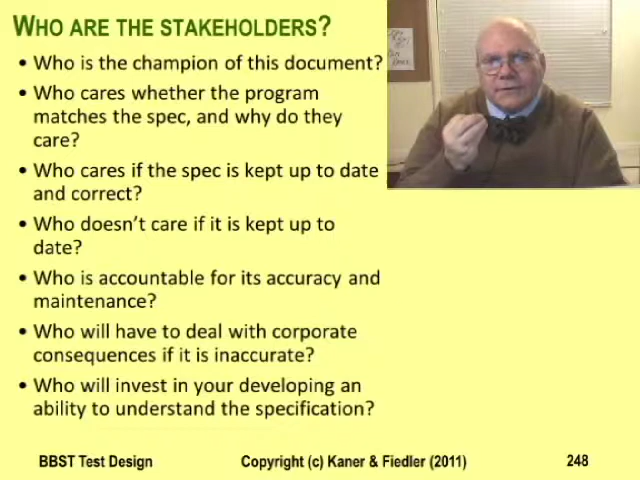 WHO ARE THE STAKEHOLDERS?
• Who is the champion of this document?
• Who cares whether the program
matches the spec, and why do they
care?
• Who cares if the spec is kept up to date
and correct?
• Who doesn't care if it is kept up to
date?
• Who is accountable for its accuracy and
maintenance?
• Who will have to deal with corporate
consequences if it is inaccurate?
• Who will invest in your developing an
ability to understand the specification?
BBST Test Design Copyright (c) Kaner & Fiedler (2011) 248